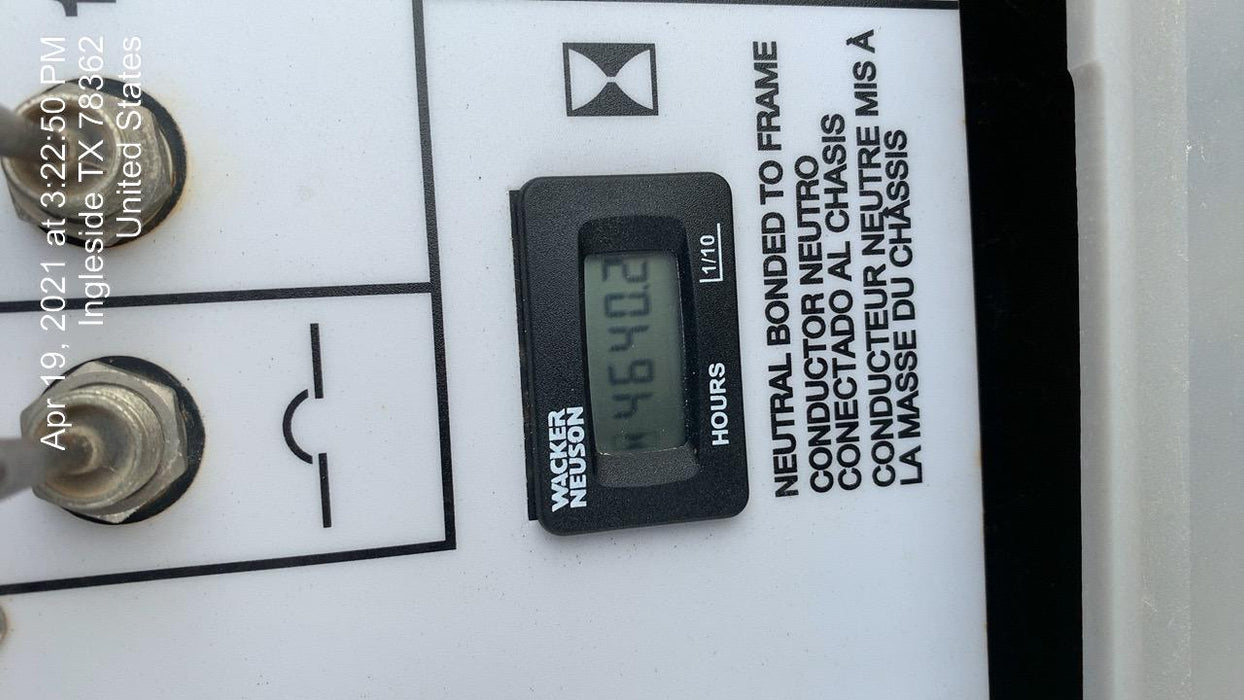 Apr 19, 2021 at 3:22:50 PM
Ingleside TX 78362
United States
WACKER
NEUSON
4640.2
HOURS 1/10
NEUTRAL BONDED TO FRAME
CONDUCTOR NEUTRO
CONECTADO AL CHASIS
CONDUCTEUR NEUTRE MIS À
LA MASSE DU CHÂSSIS